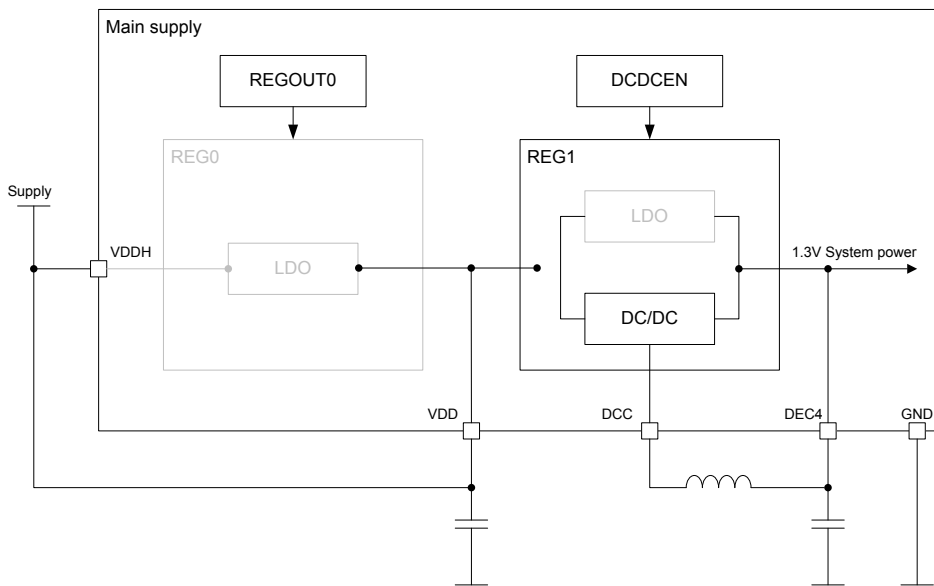 Main supply
REGOUT0
DCDCEN
REG0
REG1
Supply
LDO
VDDH
LDO
1.3V System power
DC/DC
VDD
DCC
DEC4
GND